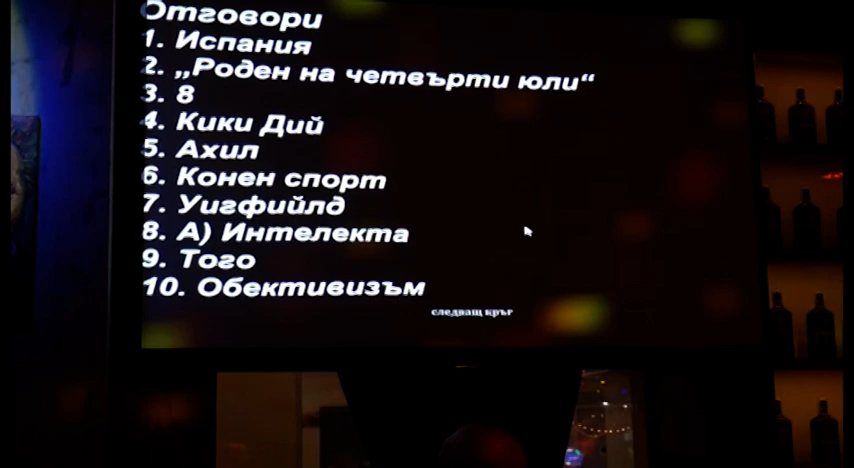 Отговори
1. Испания
2. „Роден на четвърти юли“
3. 8
4. Кики Дий
5. Ахил
6. Конен спорт
7. Уигфийлд
8. А) Интелекта
9. Того
10. Обективизъм
следващ кръг